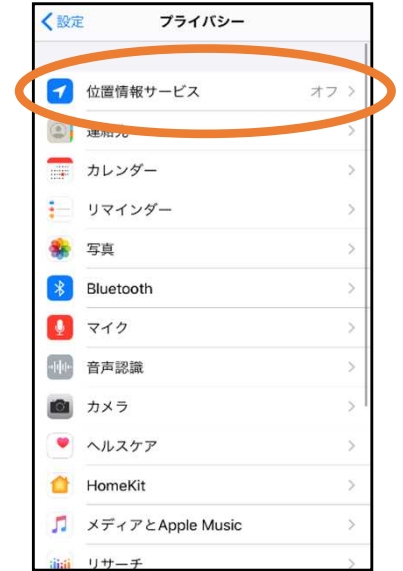 設定 プライバシー
位置情報サービス オフ
連絡先
カレンダー
リマインダー
写真
Bluetooth
マイク
音声認識
カメラ
ヘルスケア
HomeKit
メディアとApple Music
リサーチ